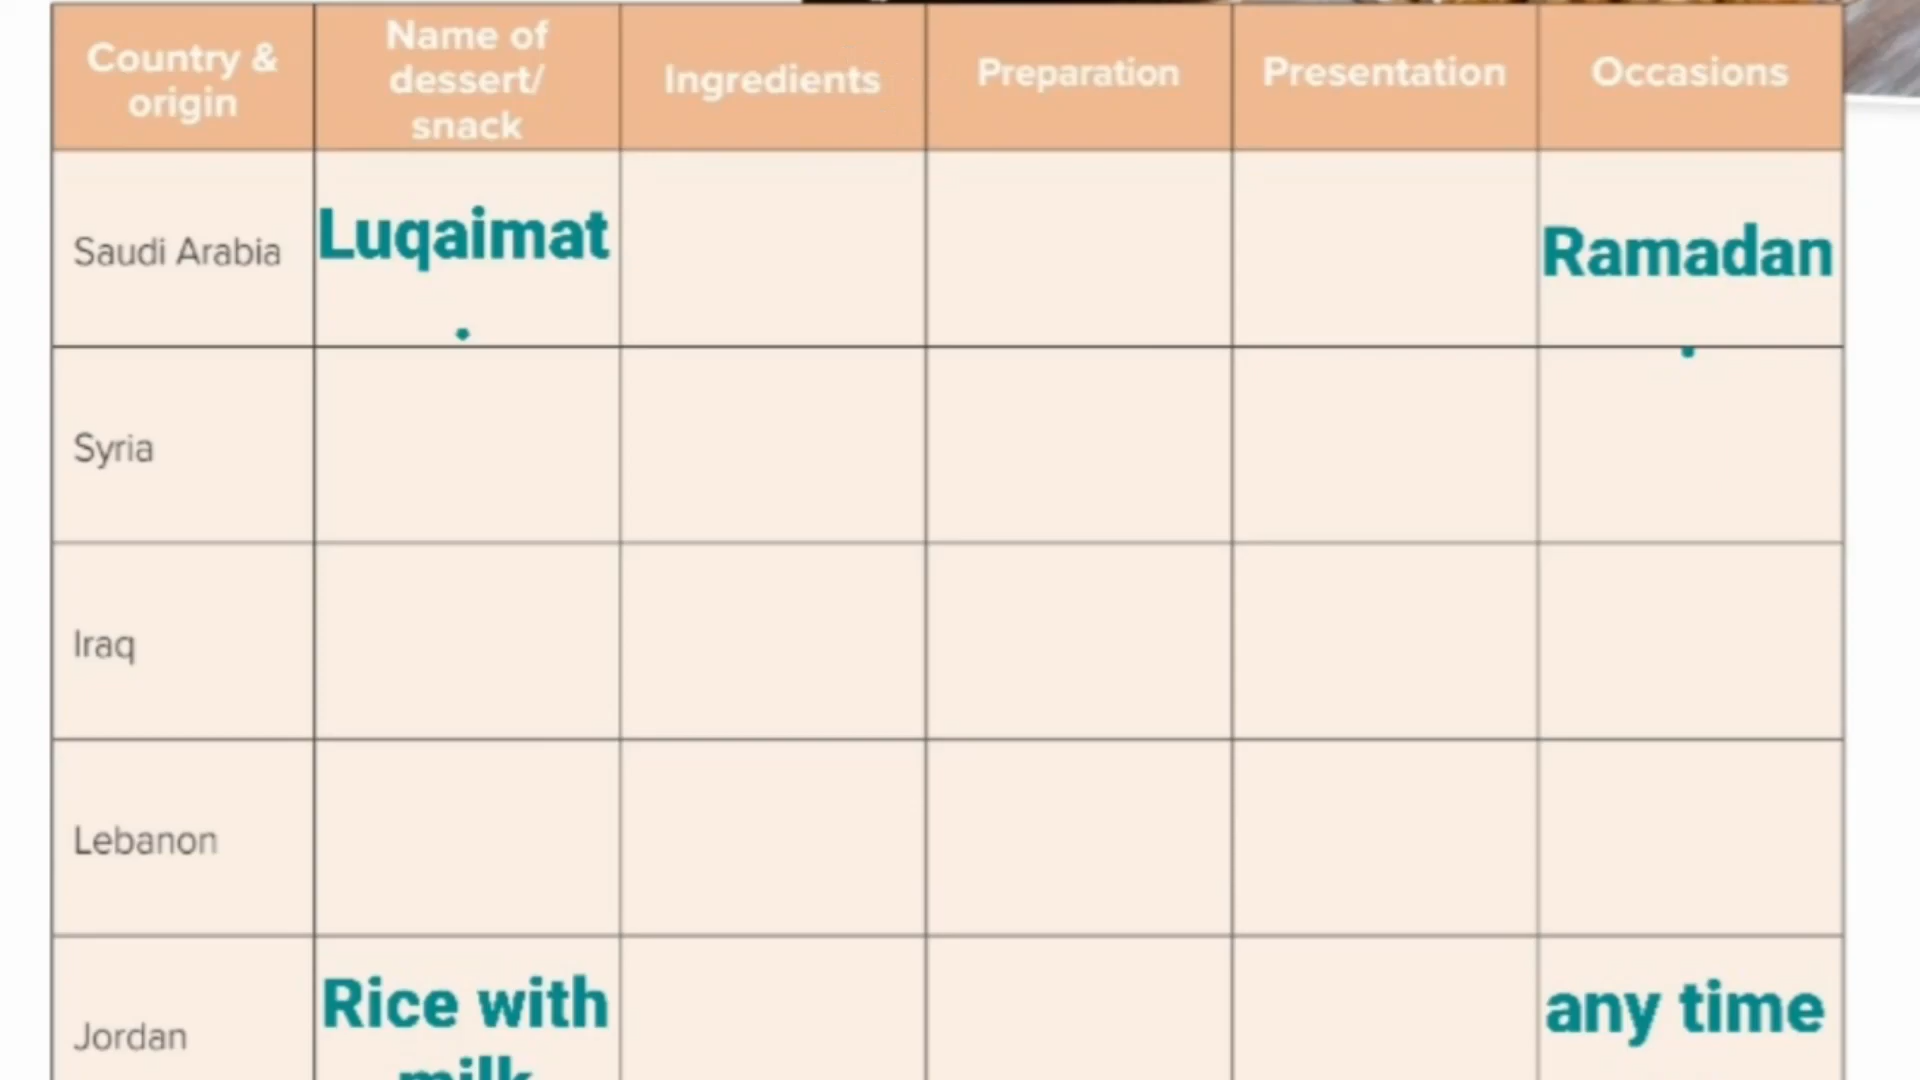 Country &
origin
Name of
dessert/
snack
Ingredients
Preparation
Presentation
Occasions
Saudi Arabia
Luqaimat
.
Ramadan
.
Syria
Iraq
Lebanon
Jordan
Rice with
milk
any time